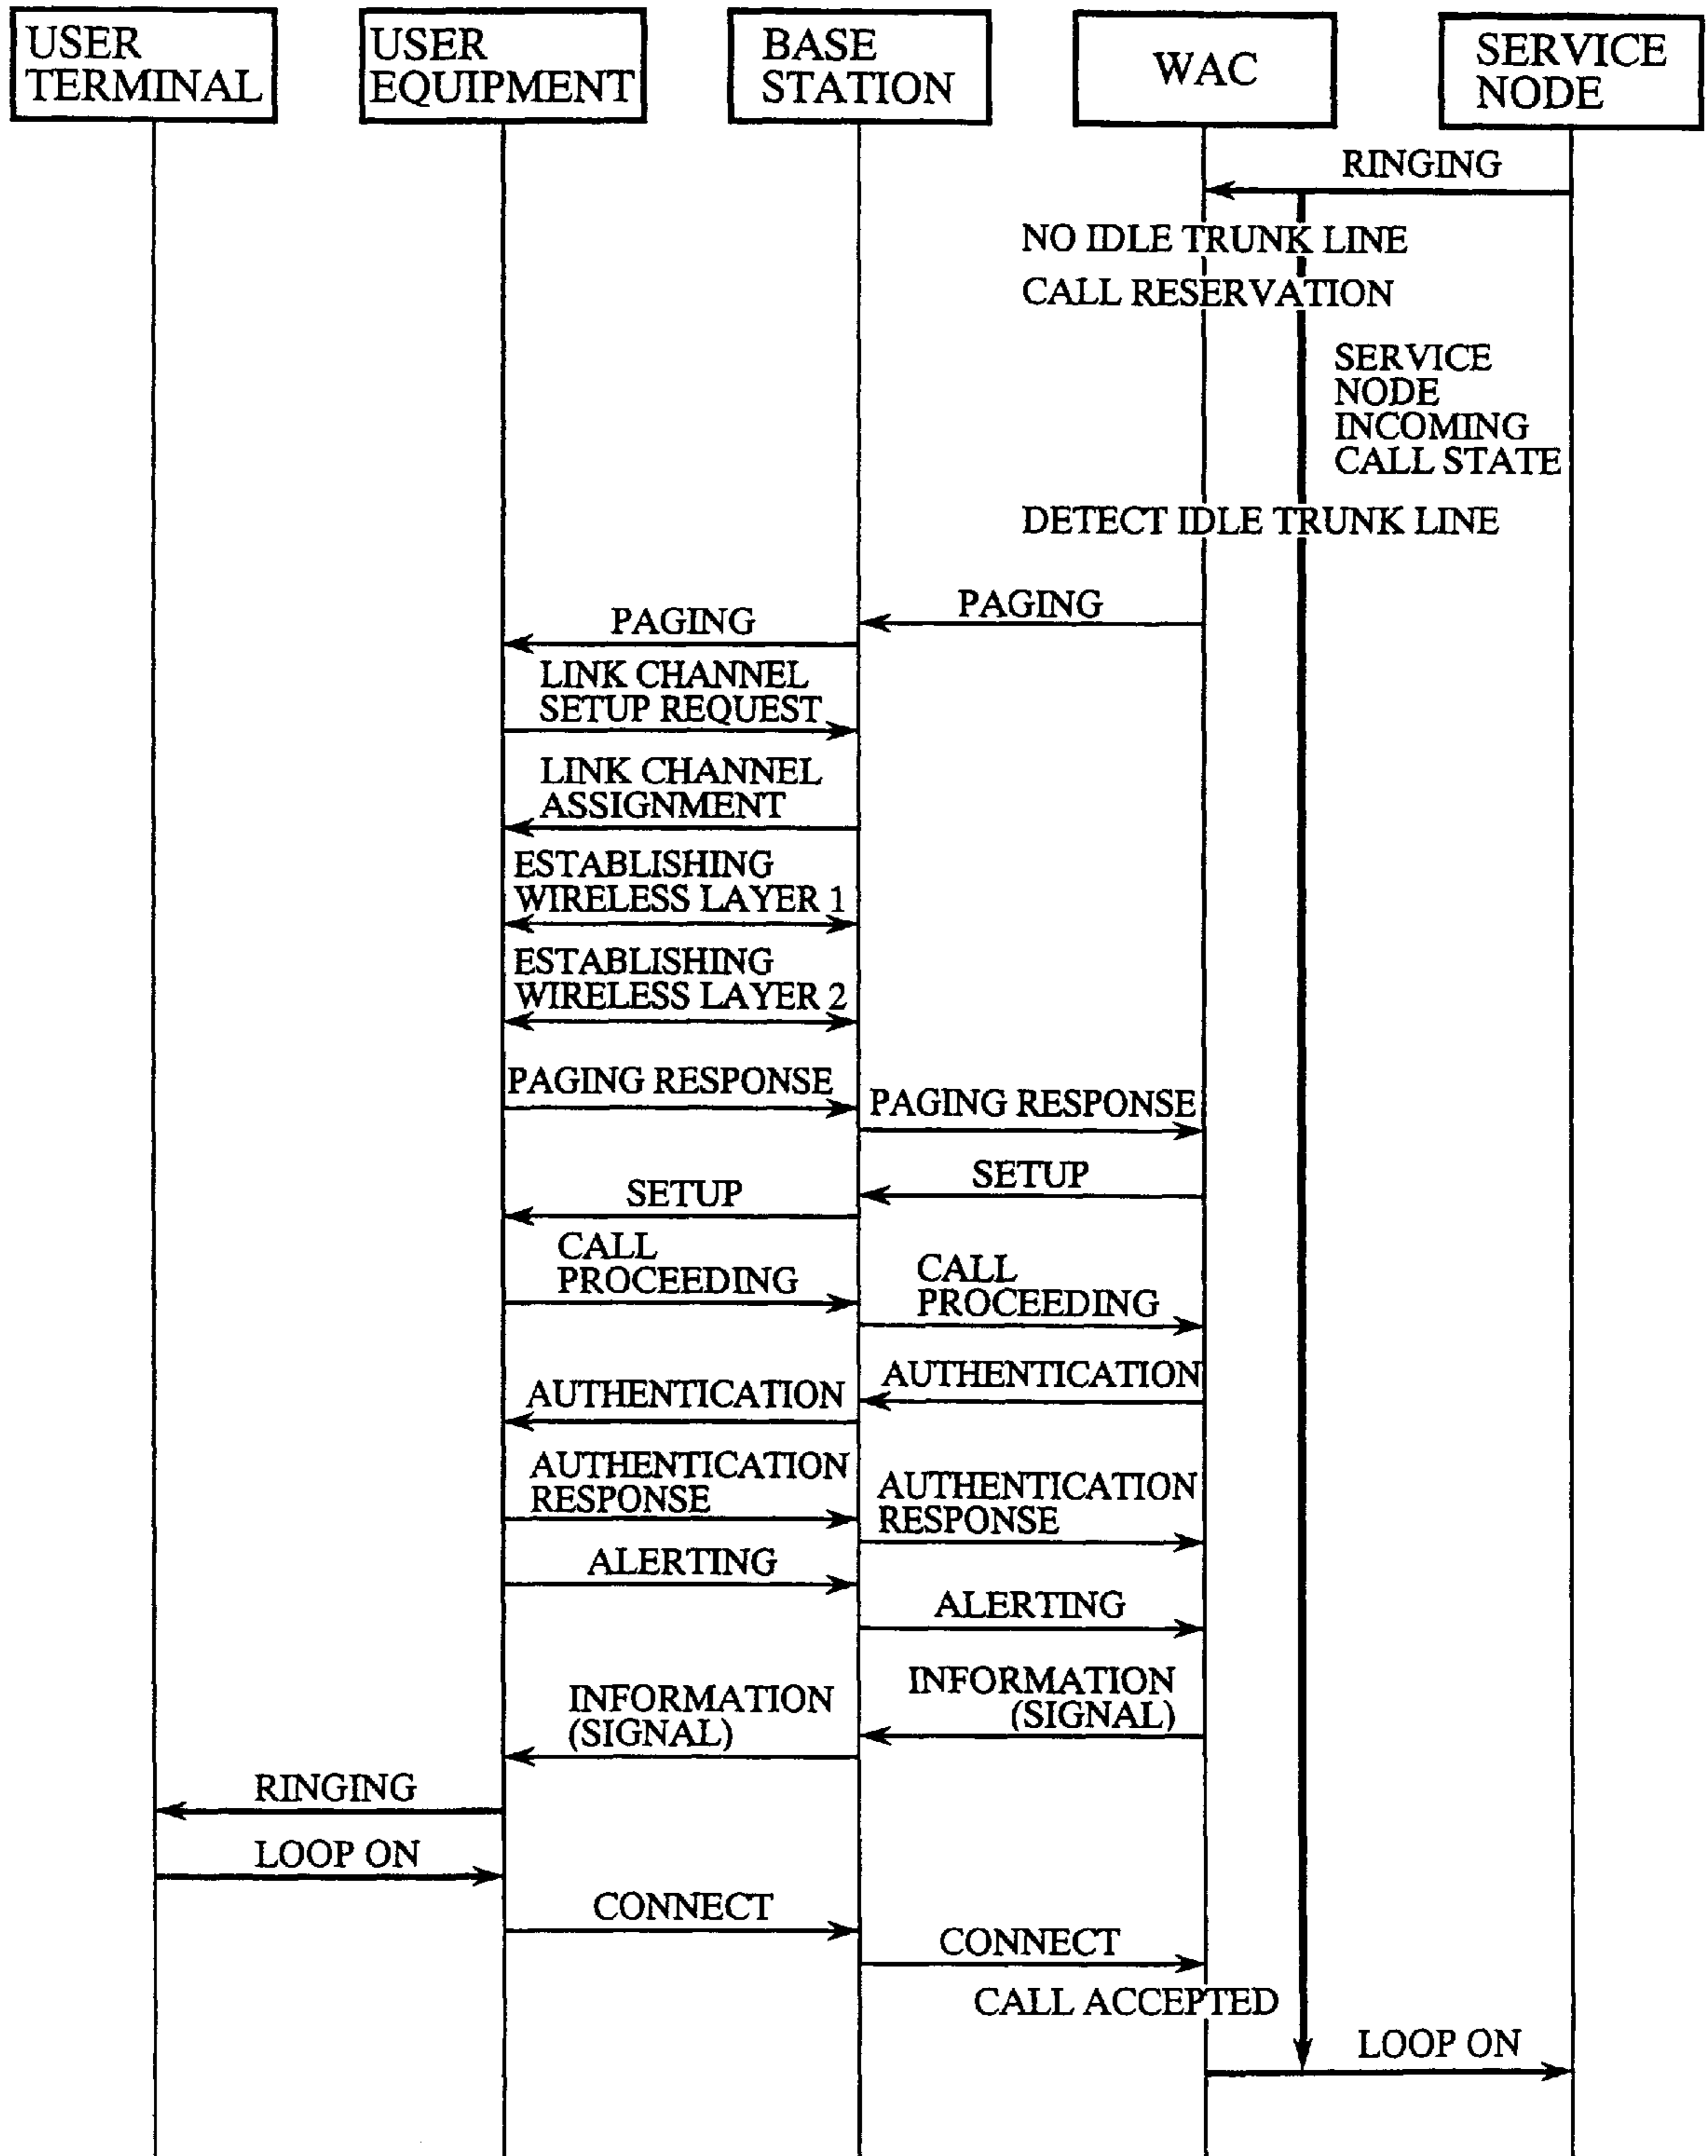 USER
TERMINAL
USER
EQUIPMENT
BASE
STATION
WAC
SERVICE
NODE
RINGING
NO IDLE TRUNK LINE
CALL RESERVATION
SERVICE
NODE
INCOMING
CALL STATE
DETECT IDLE TRUNK LINE
PAGING
PAGING
LINK CHANNEL
SETUP REQUEST
LINK CHANNEL
ASSIGNMENT
ESTABLISHING
WIRELESS LAYER 1
ESTABLISHING
WIRELESS LAYER 2
PAGING RESPONSE
PAGING RESPONSE
SETUP
SETUP
CALL
PROCEEDING
CALL
PROCEEDING
AUTHENTICATION
AUTHENTICATION
AUTHENTICATION
RESPONSE
AUTHENTICATION
RESPONSE
ALERTING
ALERTING
INFORMATION
(SIGNAL)
INFORMATION
(SIGNAL)
RINGING
LOOP ON
CONNECT
CONNECT
CALL ACCEPTED
LOOP ON